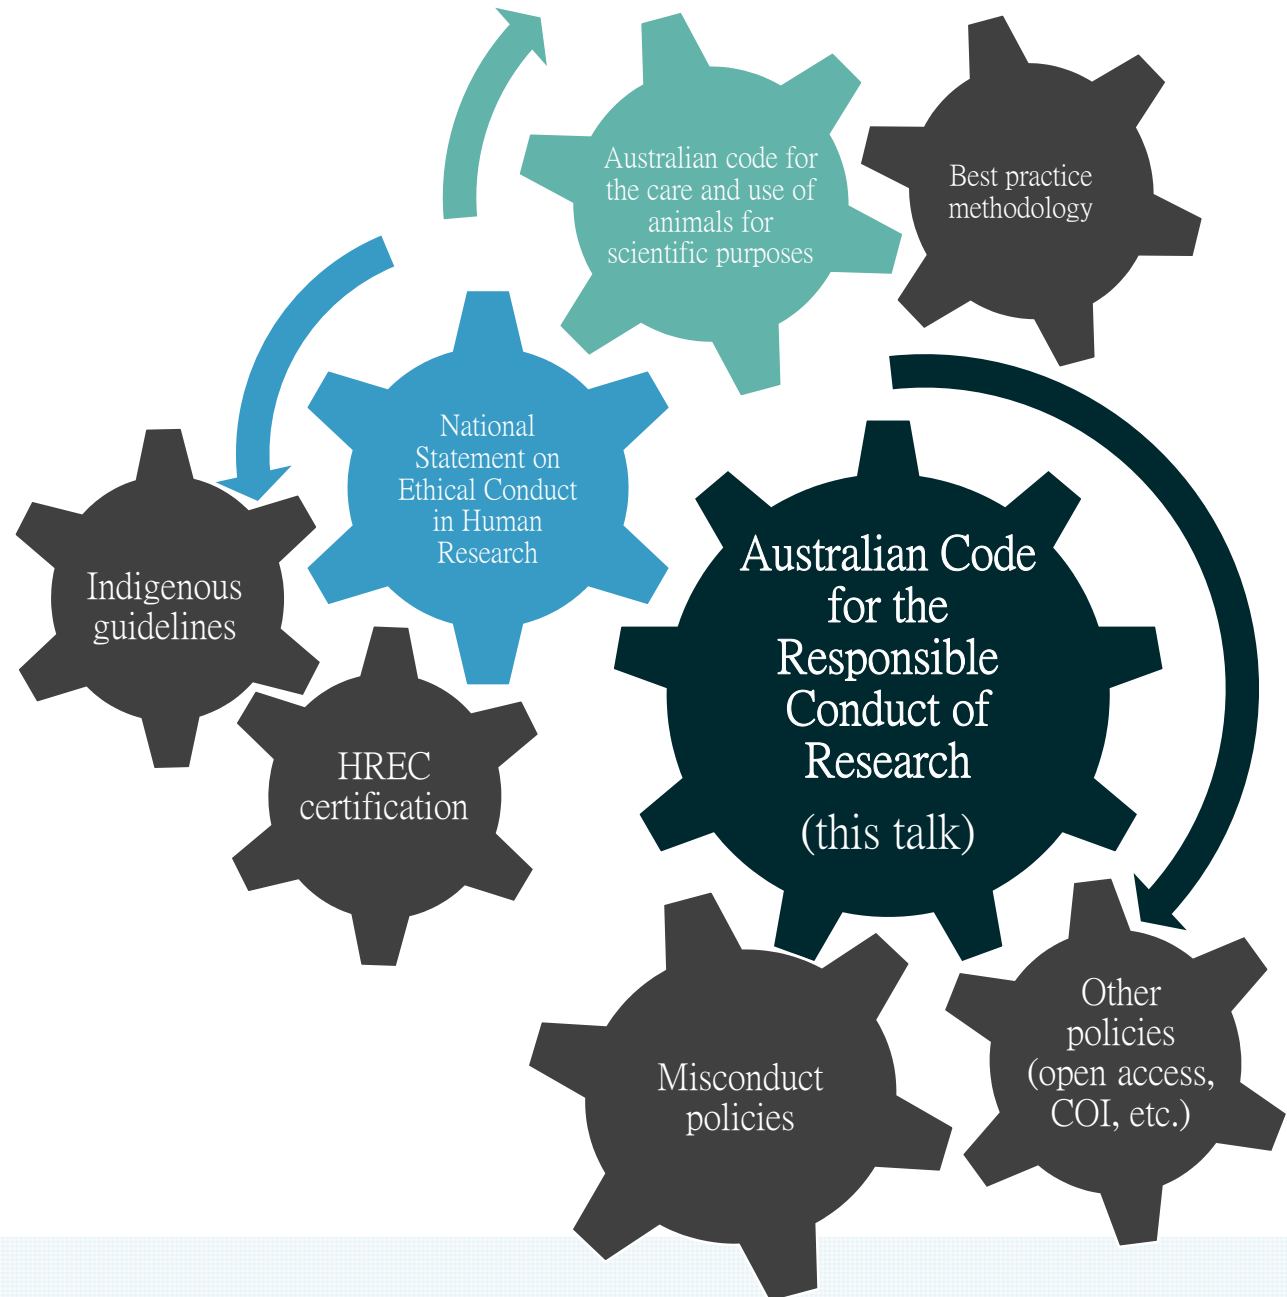 Australian code for
the care and use of
animals for
scientific purposes
Best practice
methodology
National
Statement on
Ethical Conduct
in Human
Research
Indigenous
guidelines
HREC
certification
Australian Code
for the
Responsible
Conduct of
Research
(this talk)
Misconduct
policies
Other
policies
(open access,
COI, etc.)